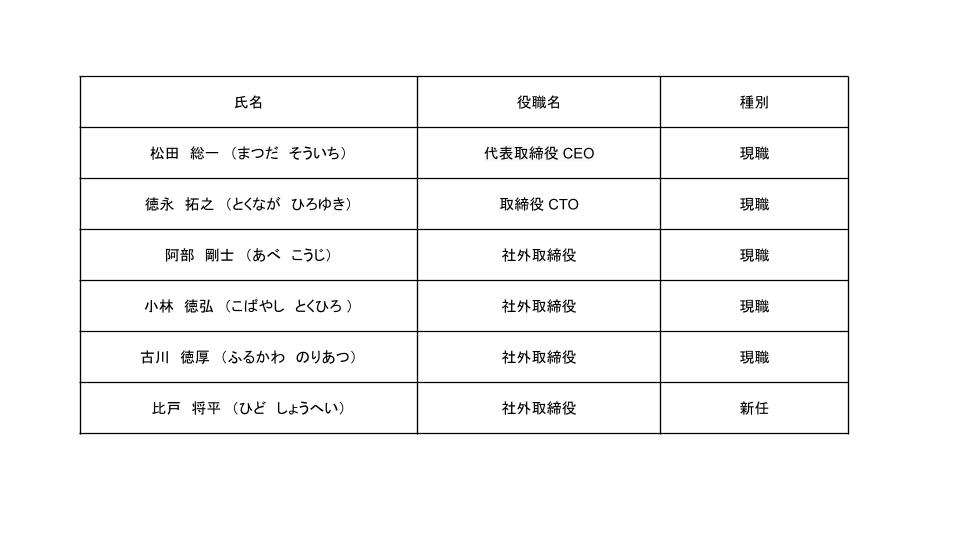 氏名 役職名 種別
松田 総一 （まつだ そういち） 代表取締役 CEO 現職
徳永 拓之 （とくなが ひろゆき） 取締役 CTO 現職
阿部 剛士 （あべ こうじ） 社外取締役 現職
小林 徳弘 （こばやし とくひろ ） 社外取締役 現職
古川 徳厚 （ふるかわ のりあつ） 社外取締役 現職
比戸 将平 （ひど しょうへい） 社外取締役 新任